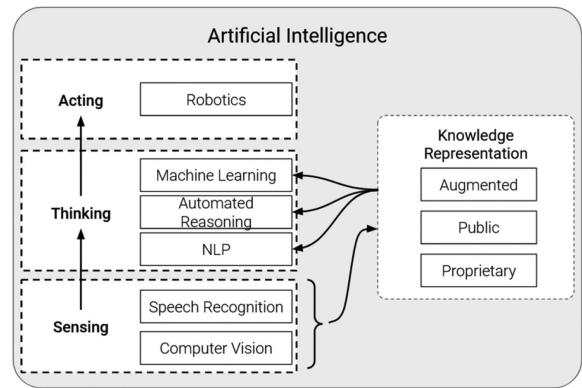 Artificial Intelligence
Acting
Robotics
Thinking
Machine Learning
Automated
Reasoning
NLP
Sensing
Speech Recognition
Computer Vision
Knowledge
Representation
Augmented
Public
Proprietary